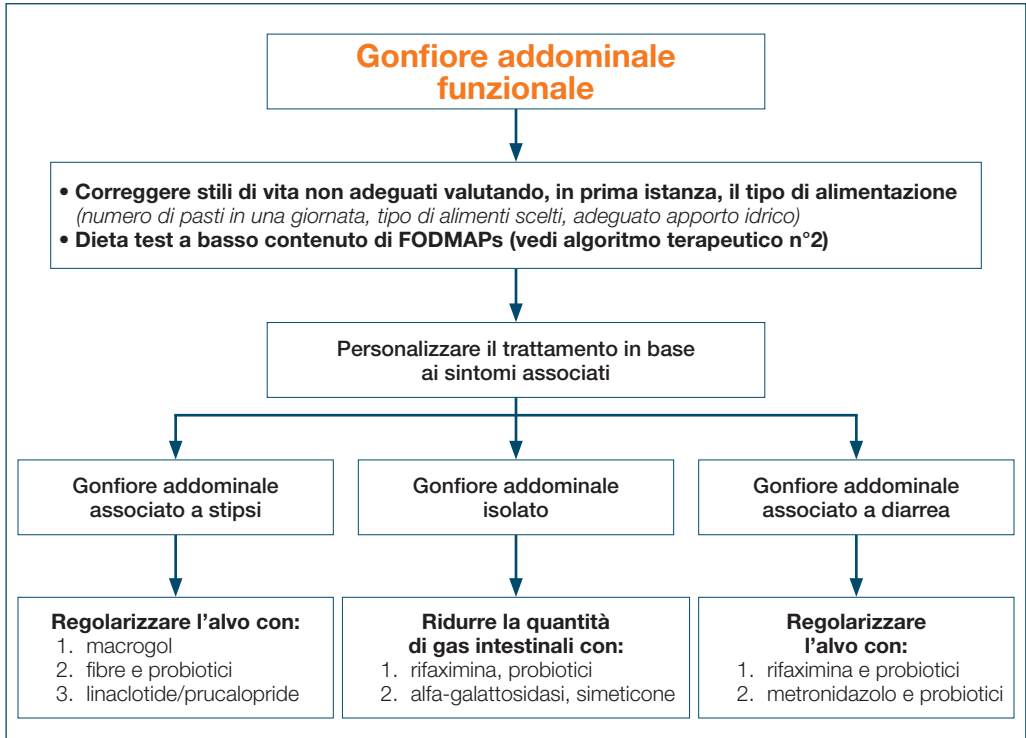 Gonfiore addominale
funzionale
• Correggere stili di vita non adeguati valutando, in prima istanza, il tipo di alimentazione
(numero di pasti in una giornata, tipo di alimenti scelti, adeguato apporto idrico)
• Dieta test a basso contenuto di FODMAPs (vedi algoritmo terapeutico n°2)
Personalizzare il trattamento in base
ai sintomi associati
Gonfiore addominale
associato a stipsi
Gonfiore addominale
isolato
Gonfiore addominale
associato a diarrea
Regolarizzare l'alvo con:
1. macrogol
2. fibre e probiotici
3. linaclotide/prucalopride
Ridurre la quantità
di gas intestinali con:
1. rifaximina, probiotici
2. alfa-galattosidasi, simeticone
Regolarizzare
l'alvo con:
1. rifaximina e probiotici
2. metronidazolo e probiotici